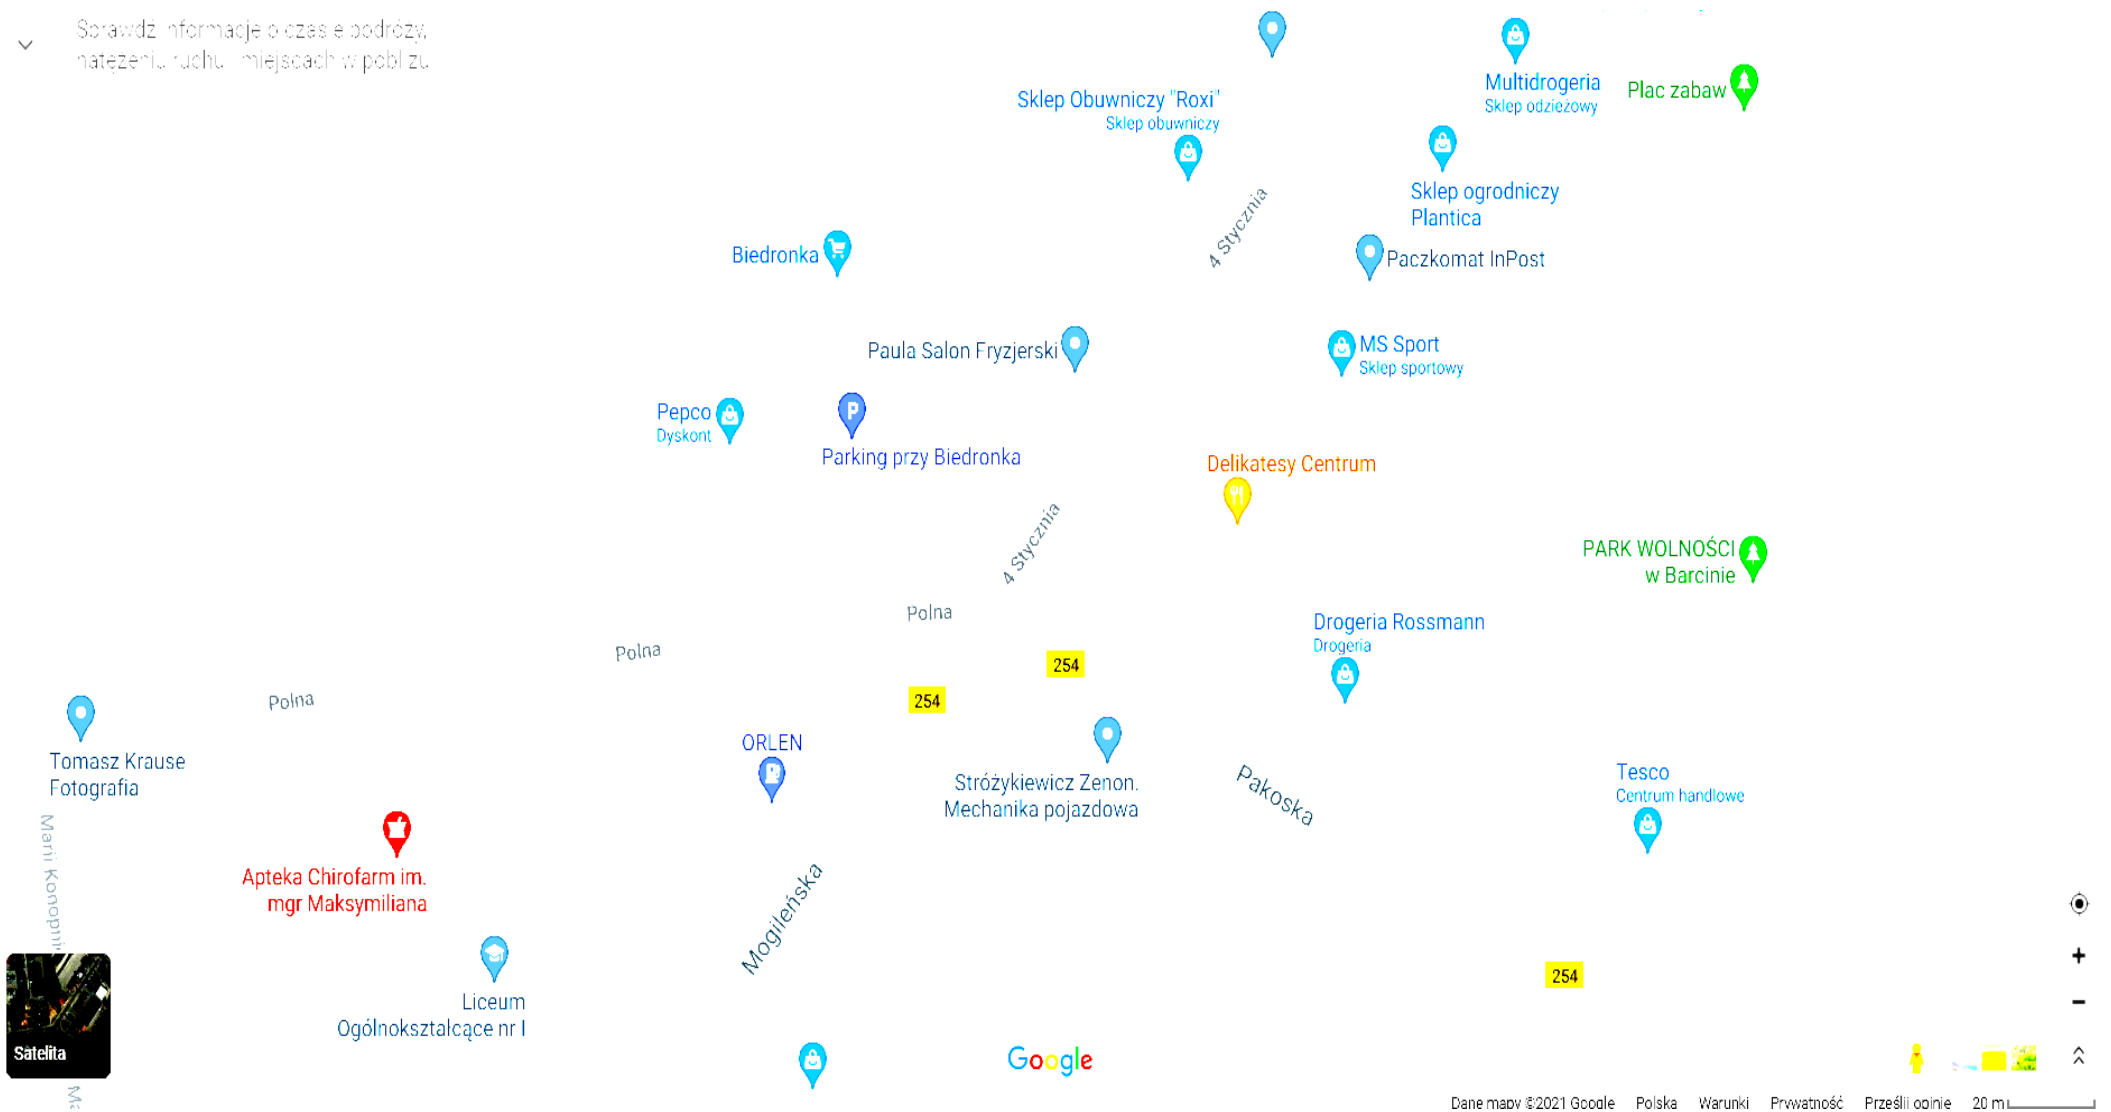 Sprawdź informacje o czasie podróży,
natężeniu ruchu i miejscach w pobliżu
Multidrogeria
Sklep odzieżowy
Plac zabaw
Sklep Obuwniczy "Roxi"
Sklep obuwniczy
Sklep ogrodniczy
Plantica
4 Stycznia
Biedronka
Paczkomat InPost
Paula Salon Fryzjerski
MS Sport
Sklep sportowy
Pepco
Dyskont
P
Parking przy Biedronka
Delikatesy Centrum
4 Stycznia
PARK WOLNOŚCI
w Barcinie
Polna
Drogeria Rossmann
Drogeria
Polna
254
254
Polna
ORLEN
Tomasz Krause
Fotografia
Stróżykiewicz Zenon.
Mechanika pojazdowa
Pakoska
Tesco
Centrum handlowe
Marii
Apteka Chirofarm im.
mgr Maksymiliana
Mogileńska
254
Liceum
Ogólnokształcące nr I
Satelita
Google
Dane mapy ©2021 Google Polska Warunki Prywatność Prześlij opinię 20 m